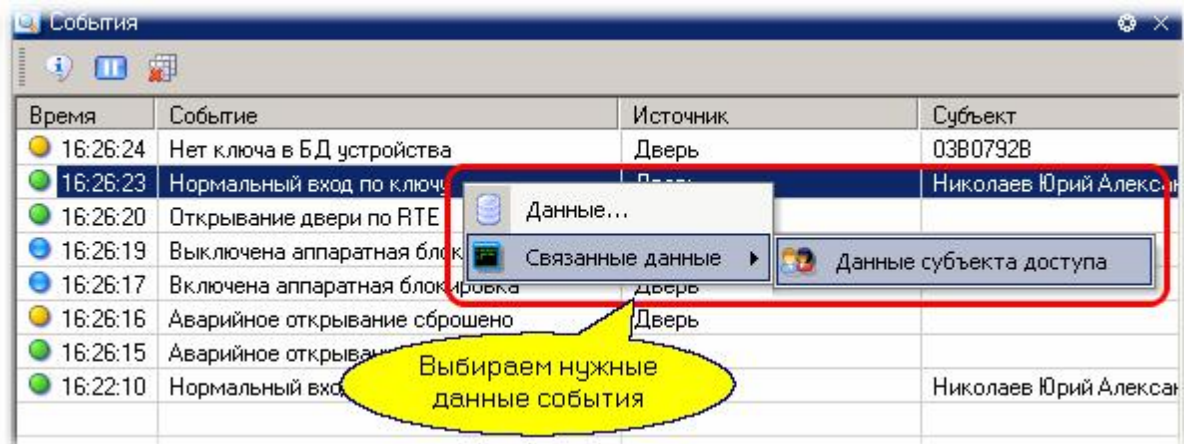 События
Время Событие Источник Субъект
16:26:24 Нет ключа в БД устройства Дверь 03B0792B
16:26:23 Нормальный вход по ключу Дверь Николаев Юрий Алексан
Данные...
16:26:20 Открывание двери по RTE
16:26:19 Выключена аппаратная блок
Связанные данные Данные субъекта доступа
16:26:17 Включена аппаратная блокировка Дверь
16:26:16 Аварийное открывание сброшено Дверь
16:26:15 Аварийное открыван
16:22:10 Нормальный вхо Николаев Юрий Алексан
Выбираем нужные
данные события